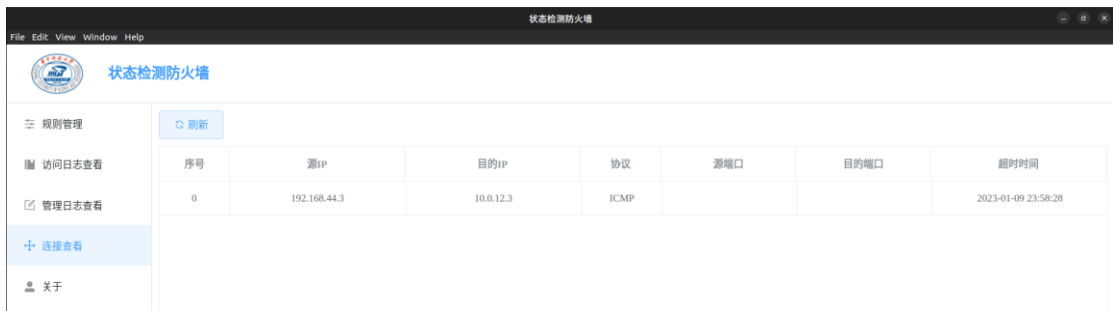 状态检测防火墙
File Edit View Window Help
状态检测防火墙
规则管理
刷新
访问日志查看
序号 源IP 目的IP 协议 源端口 目的端口 超时时间
管理日志查看
0 192.168.44.3 10.0.12.3 ICMP 2023-01-09 23:58:28
连接查看
关于